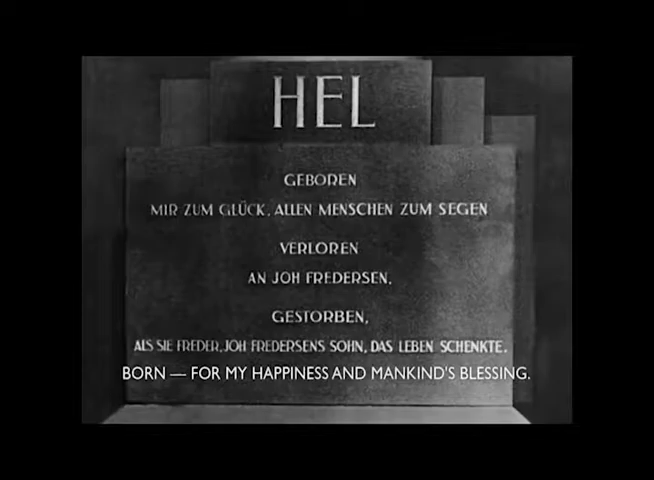 HEL
GEBOREN
MIR ZUM GLÜCK, ALLEN MENSCHEN ZUM SEGEN
VERLOREN
AN JOH FREDERSEN,
GESTORBEN,
ALS SIE FREDER, JOH FREDERSENS SOHN, DAS LEBEN SCHENKTE.
BORN — FOR MY HAPPINESS AND MANKIND'S BLESSING.